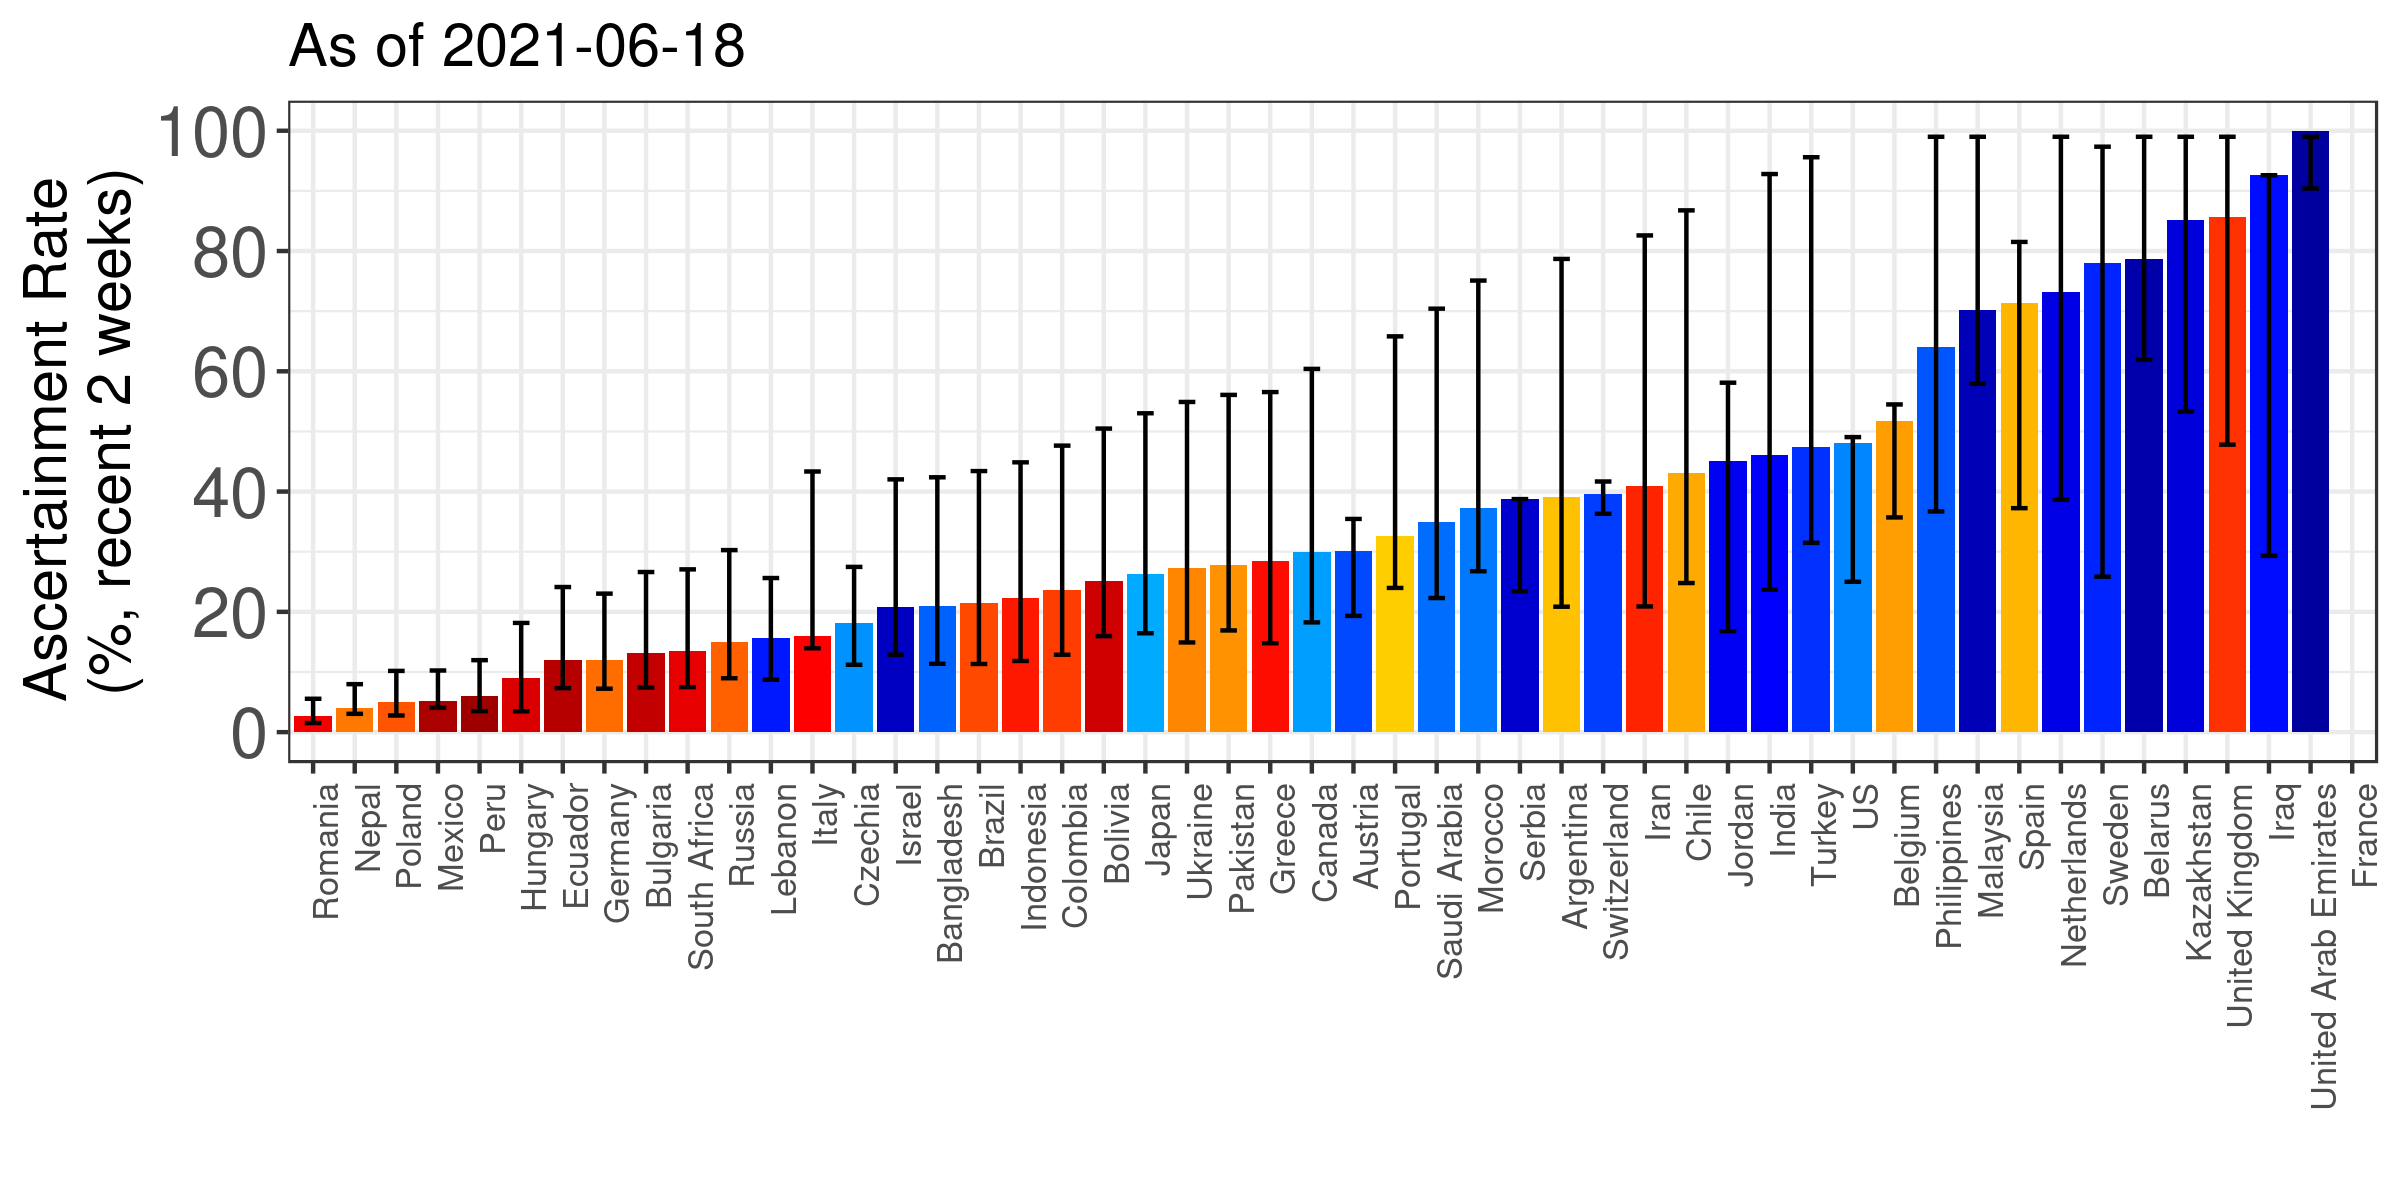 As of 2021-06-18
Ascertainment Rate
(%, recent 2 weeks)
100
80
60
40
20
0
Romania
Nepal
Poland
Mexico
Peru
Hungary
Ecuador
Germany
Bulgaria
South Africa
Russia
Lebanon
Italy
Czechia
Israel
Bangladesh
Brazil
Indonesia
Colombia
Bolivia
Japan
Ukraine
Pakistan
Greece
Canada
Austria
Portugal
Saudi Arabia
Morocco
Serbia
Argentina
Switzerland
Iran
Chile
Jordan
India
Turkey
US
Belgium
Philippines
Malaysia
Spain
Netherlands
Sweden
Belarus
Kazakhstan
United Kingdom
Iraq
United Arab Emirates
France